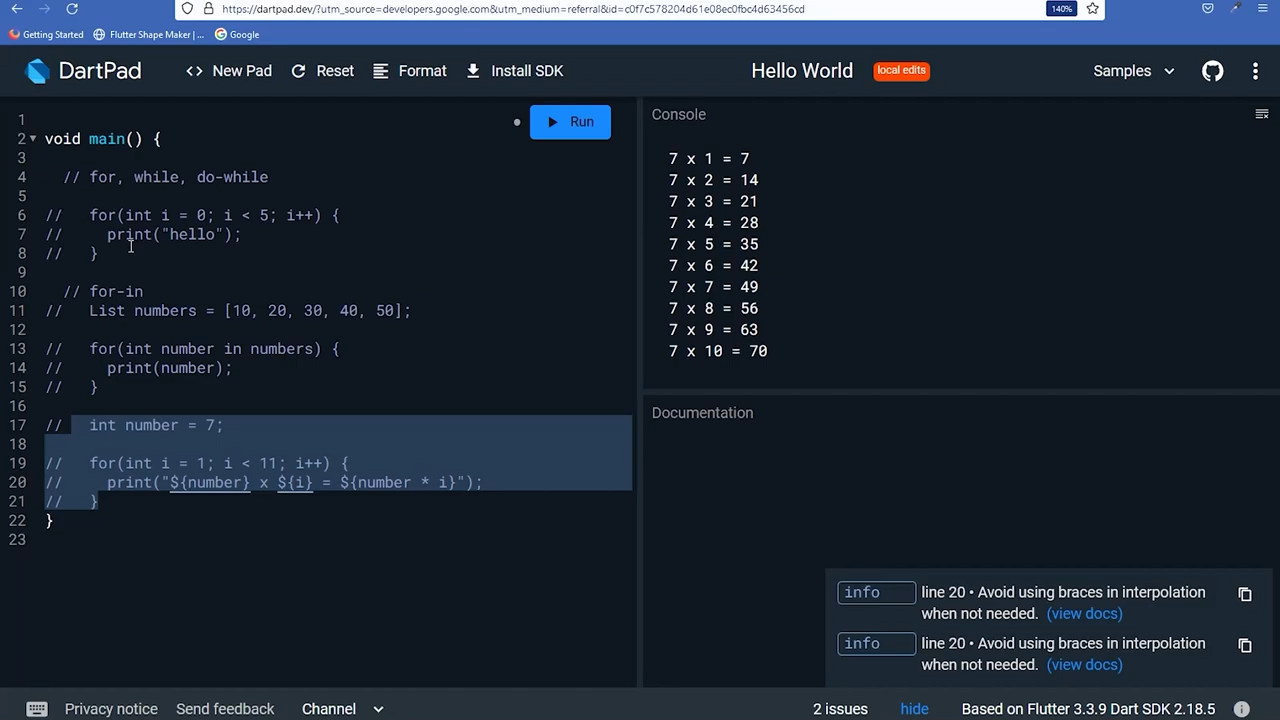 https://dartpad.dev/?utm_source=developers.google.com&utm_medium=referral&id=c0f7c578204d61e08ec0fbc4d63456cd
140%
Getting Started
Flutter Shape Maker | ...
Google
DartPad
<> New Pad
Reset
Format
Install SDK
Hello World
local edits
Samples
Run
Console
1
2 void main() {
3
4 // for, while, do-while
5
6 // for(int i = 0; i < 5; i++) {
7 // print("hello");
8 // }
9
10 // for-in
11 // List numbers = [10, 20, 30, 40, 50];
12
13 // for(int number in numbers) {
14 // print(number);
15 // }
16
17 // int number = 7;
18
19 // for(int i = 1; i < 11; i++) {
20 // print("${number} x ${i} = ${number * i}");
21 // }
22 }
23
7 x 1 = 7
7 x 2 = 14
7 x 3 = 21
7 x 4 = 28
7 x 5 = 35
7 x 6 = 42
7 x 7 = 49
7 x 8 = 56
7 x 9 = 63
7 x 10 = 70
Documentation
info line 20 • Avoid using braces in interpolation
when not needed. (view docs)
info line 20 • Avoid using braces in interpolation
when not needed. (view docs)
Privacy notice
Send feedback
Channel
2 issues
hide
Based on Flutter 3.3.9 Dart SDK 2.18.5